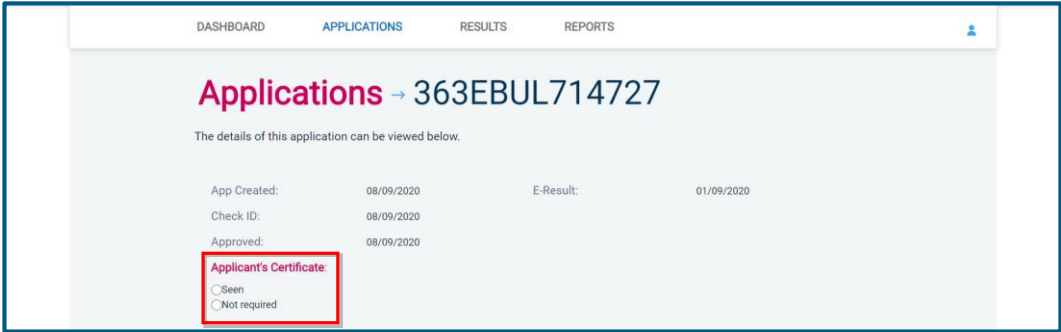 DASHBOARD APPLICATIONS RESULTS REPORTS
Applications → 363EBUL714727
The details of this application can be viewed below.
App Created: 08/09/2020 E-Result: 01/09/2020
Check ID: 08/09/2020
Approved: 08/09/2020
Applicant's Certificate:
Seen
Not required